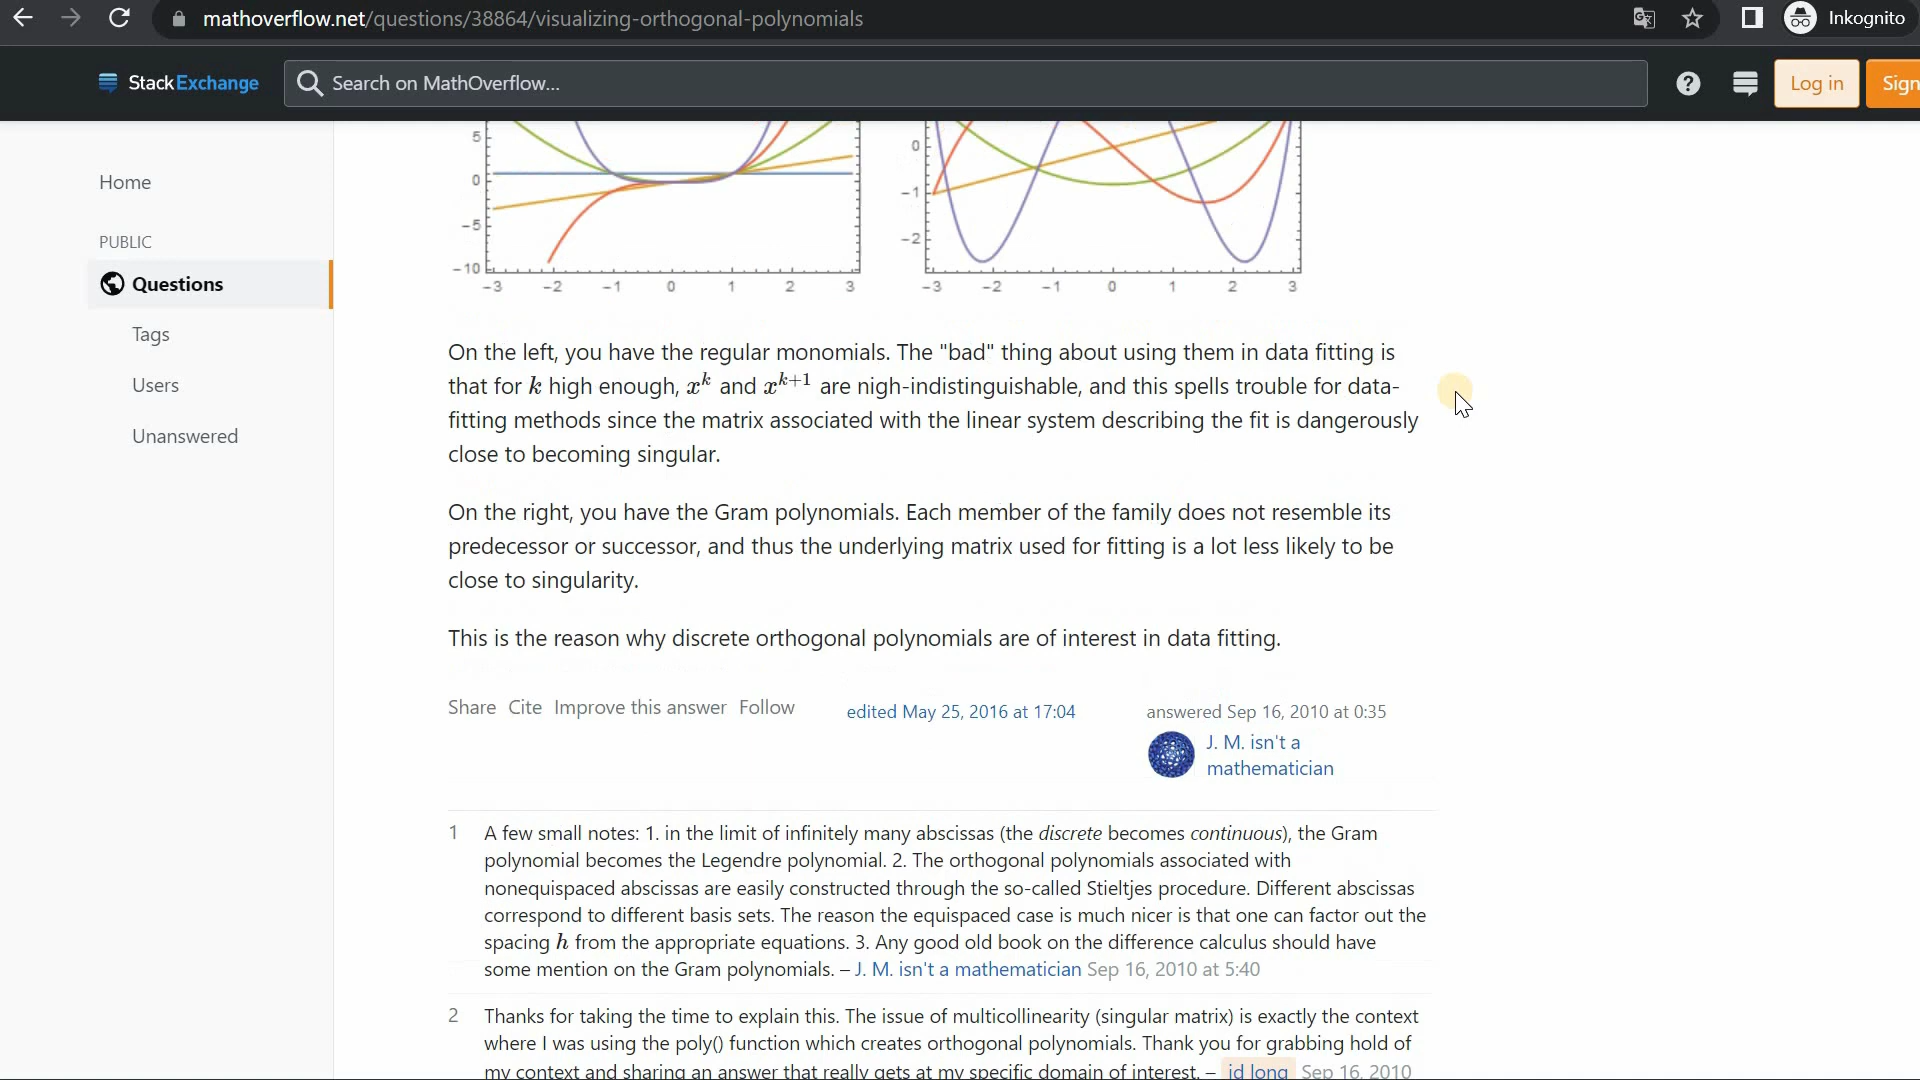 mathoverflow.net/questions/38864/visualizing-orthogonal-polynomials
Inkognito
StackExchange
Search on MathOverflow...
Log in
Sign
Home
PUBLIC
Questions
Tags
Users
Unanswered
5
0
-5
-10
-3 -2 -1 0 1 2 3
0
-1
-2
-3 -2 -1 0 1 2 3
On the left, you have the regular monomials. The "bad" thing about using them in data fitting is
that for k high enough, x^k and x^{k+1} are nigh-indistinguishable, and this spells trouble for data-
fitting methods since the matrix associated with the linear system describing the fit is dangerously
close to becoming singular.
On the right, you have the Gram polynomials. Each member of the family does not resemble its
predecessor or successor, and thus the underlying matrix used for fitting is a lot less likely to be
close to singularity.
This is the reason why discrete orthogonal polynomials are of interest in data fitting.
Share Cite Improve this answer Follow
edited May 25, 2016 at 17:04
answered Sep 16, 2010 at 0:35
J. M. isn't a
mathematician
1 A few small notes: 1. in the limit of infinitely many abscissas (the discrete becomes continuous), the Gram
polynomial becomes the Legendre polynomial. 2. The orthogonal polynomials associated with
nonequispaced abscissas are easily constructed through the so-called Stieltjes procedure. Different abscissas
correspond to different basis sets. The reason the equispaced case is much nicer is that one can factor out the
spacing h from the appropriate equations. 3. Any good old book on the difference calculus should have
some mention on the Gram polynomials. – J. M. isn't a mathematician Sep 16, 2010 at 5:40
2 Thanks for taking the time to explain this. The issue of multicollinearity (singular matrix) is exactly the context
where I was using the poly() function which creates orthogonal polynomials. Thank you for grabbing hold of
my context and sharing an answer that really gets at my specific domain of interest. – jd long Sep 16, 2010